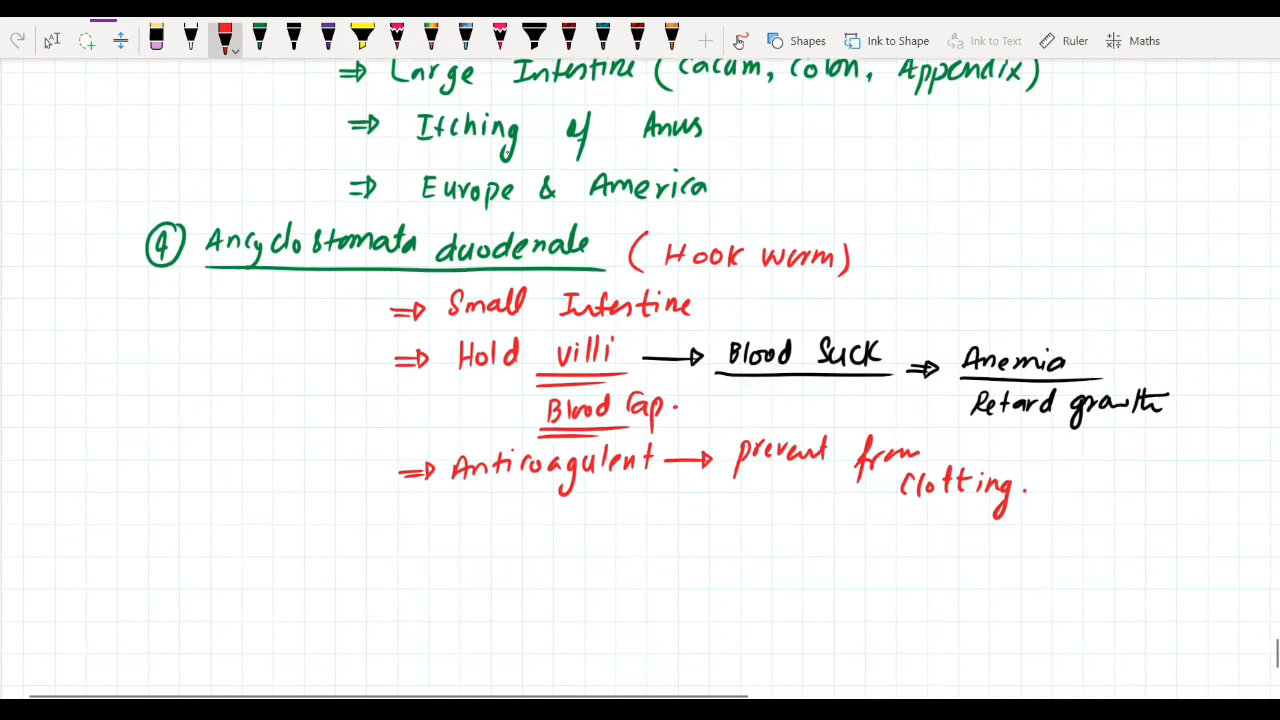 Shapes Ink to Shape Ink to Text Ruler Maths
⇒ Large Intestine (Cacum, Colon, Appendix)
⇒ Itching of Anus
⇒ Europe & America
④ Ancyclostomata duodenale (Hook worm)
⇒ Small Intestine
⇒ Hold villi → Blood Suck ⇒ Anemia
Blood Cap. Retard growth
⇒ Anticoagulent → prevent from
Clotting.